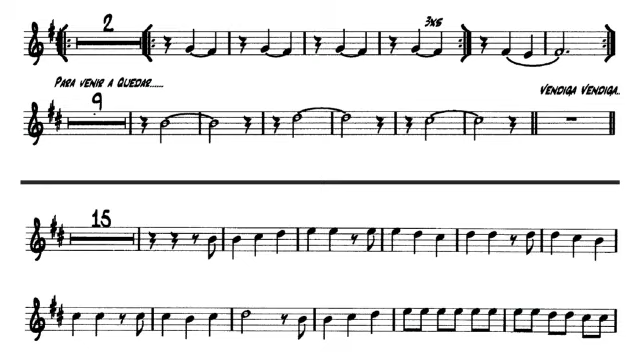 2
3xs
Para venir a Quedar......
Vendiga Vendiga..
9
15